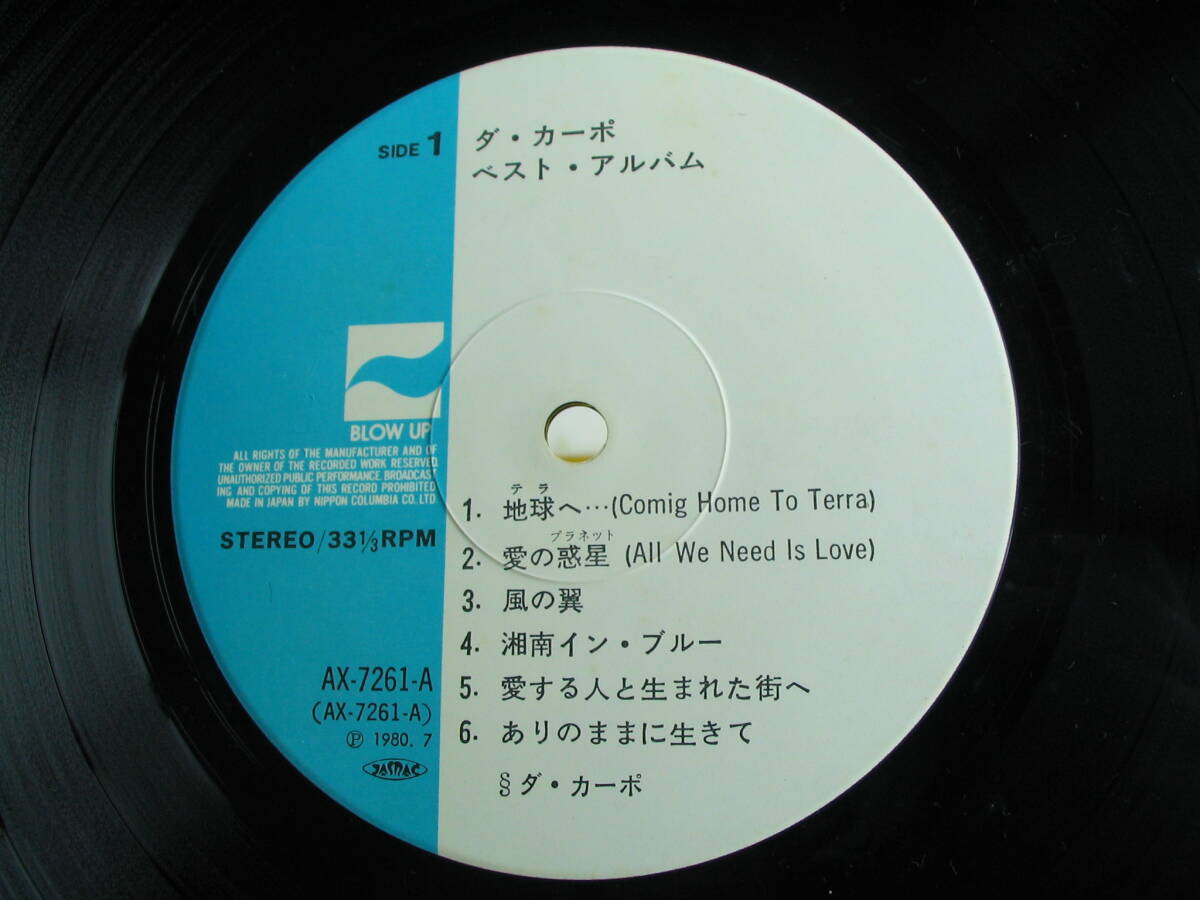 SIDE 1
ダ・カーポ
ベスト・アルバム
BLOW UP
ALL RIGHTS OF THE MANUFACTURER AND OF
THE OWNER OF THE RECORDED WORK RESERVED
UNAUTHORIZED PUBLIC PERFORMANCE BROADCAST
ING AND COPYING OF THIS RECORD PROHIBITED
MADE IN JAPAN BY NIPPON COLUMBIA CO. LTD.
STEREO/33 1/3 RPM
テラ
1. 地球へ…(Comig Home To Terra)
プラネット
2. 愛の惑星 (All We Need Is Love)
3. 風の翼
4. 湘南イン・ブルー
5. 愛する人と生まれた街へ
6. ありのままに生きて
§ダ・カーポ
AX-7261-A
(AX-7261-A)
Ⓟ 1980. 7
JASRAC